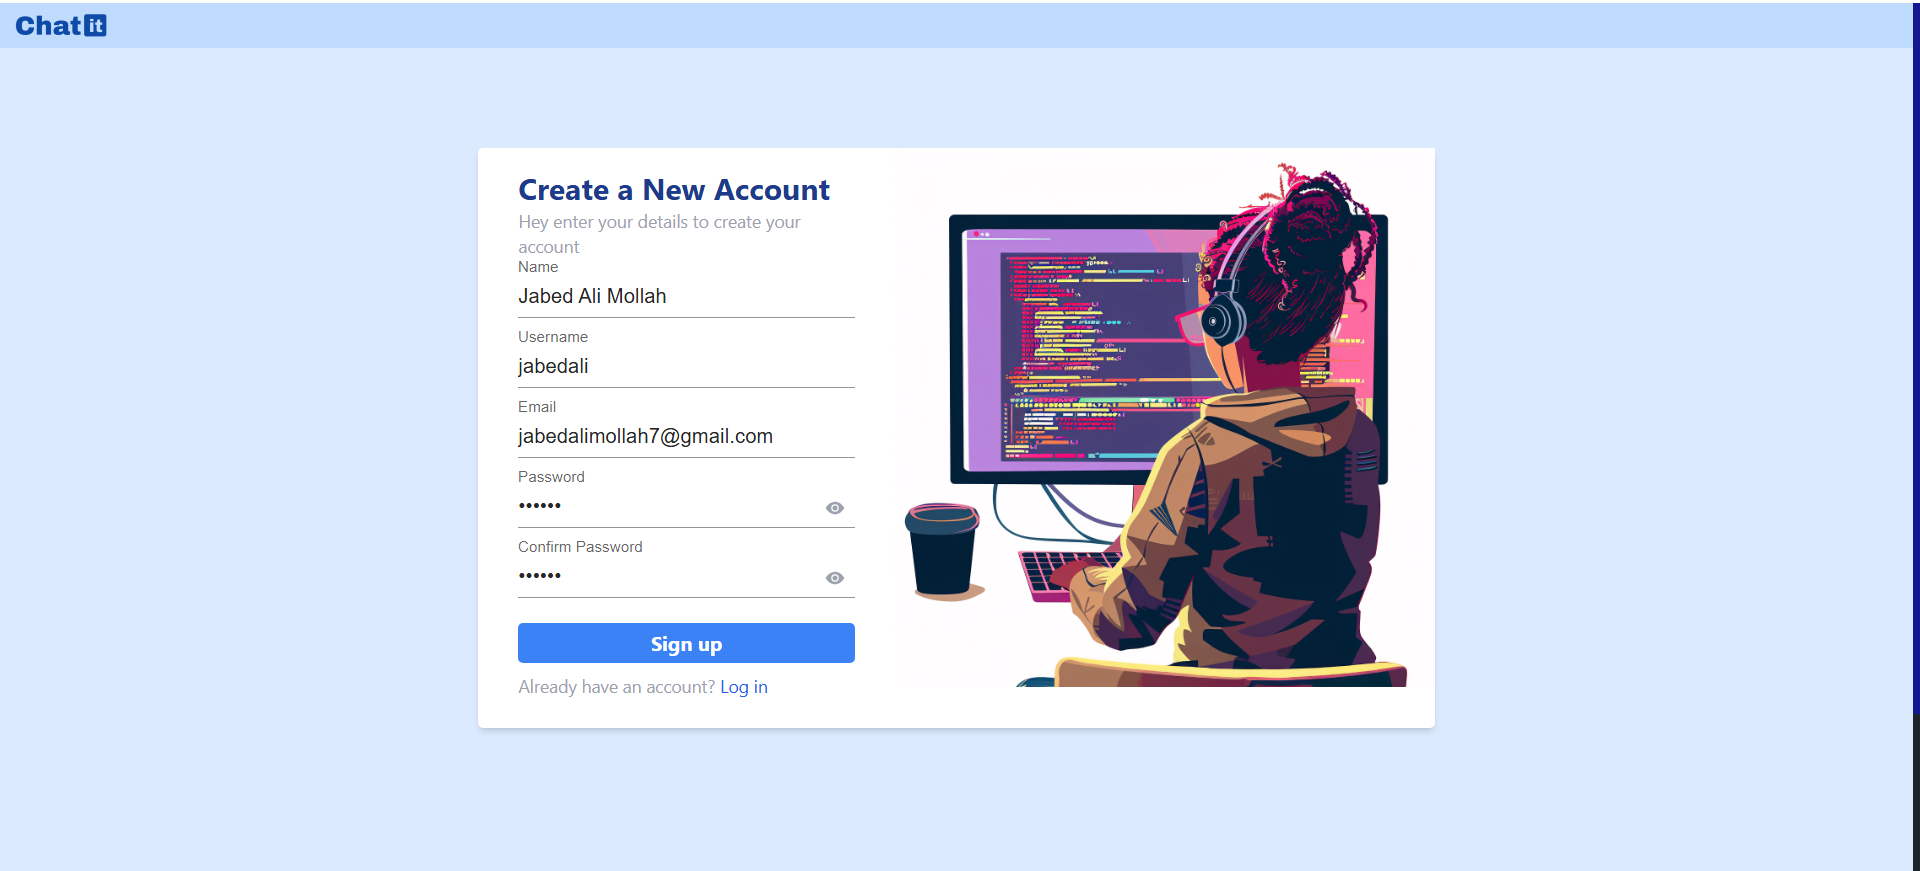 Chat it
Create a New Account
Hey enter your details to create your
account
Name
Jabed Ali Mollah
Username
jabedali
Email
jabedalimollah7@gmail.com
Password
••••••
Confirm Password
••••••
Sign up
Already have an account? Log in